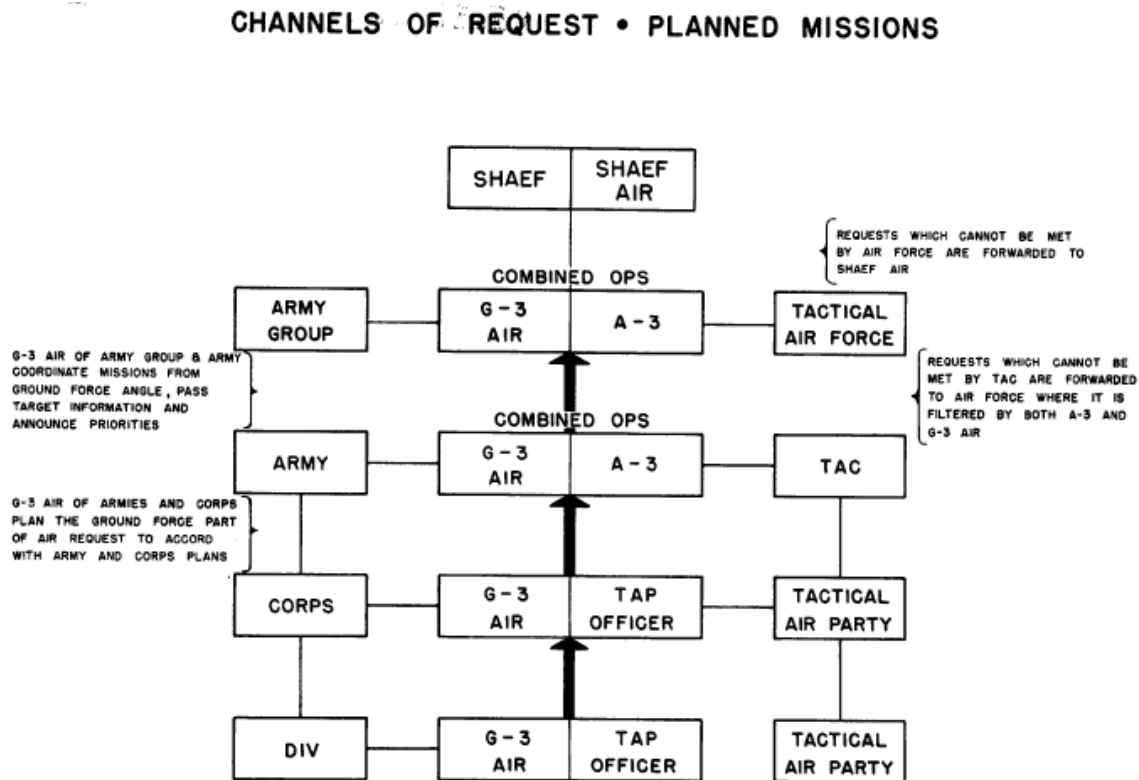 CHANNELS OF REQUEST • PLANNED MISSIONS
SHAEF
SHAEF
AIR
REQUESTS WHICH CANNOT BE MET
BY AIR FORCE ARE FORWARDED TO
SHAEF AIR
COMBINED OPS
ARMY
GROUP
G-3
AIR
A-3
TACTICAL
AIR FORCE
G-3 AIR OF ARMY GROUP & ARMY
COORDINATE MISSIONS FROM
GROUND FORCE ANGLE, PASS
TARGET INFORMATION AND
ANNOUNCE PRIORITIES
REQUESTS WHICH CANNOT BE
MET BY TAC ARE FORWARDED
TO AIR FORCE WHERE IT IS
FILTERED BY BOTH A-3 AND
G-3 AIR
COMBINED OPS
ARMY
G-3
AIR
A-3
TAC
G-3 AIR OF ARMIES AND CORPS
PLAN THE GROUND FORCE PART
OF AIR REQUEST TO ACCORD
WITH ARMY AND CORPS PLANS
CORPS
G-3
AIR
TAP
OFFICER
TACTICAL
AIR PARTY
DIV
G-3
AIR
TAP
OFFICER
TACTICAL
AIR PARTY